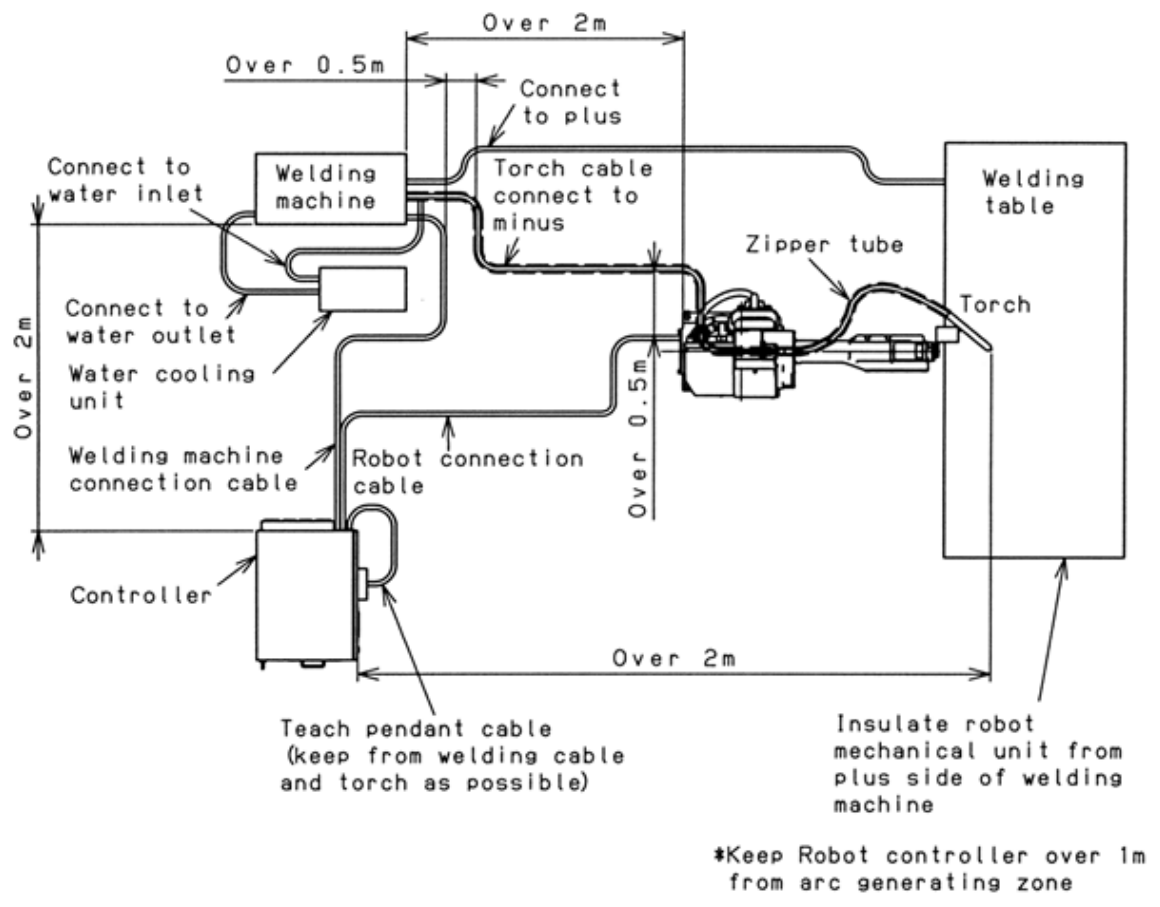 Over 2m
Over 0.5m
Connect
to plus
Connect to
water inlet
Welding
machine
Torch cable
connect to
minus
Welding
table
Zipper tube
Torch
Connect to
water outlet
Water cooling
unit
Over 2m
Over 0.5m
Welding machine
connection cable
Robot connection
cable
Controller
Over 2m
Teach pendant cable
(keep from welding cable
and torch as possible)
Insulate robot
mechanical unit from
plus side of welding
machine
*Keep Robot controller over 1m
from arc generating zone